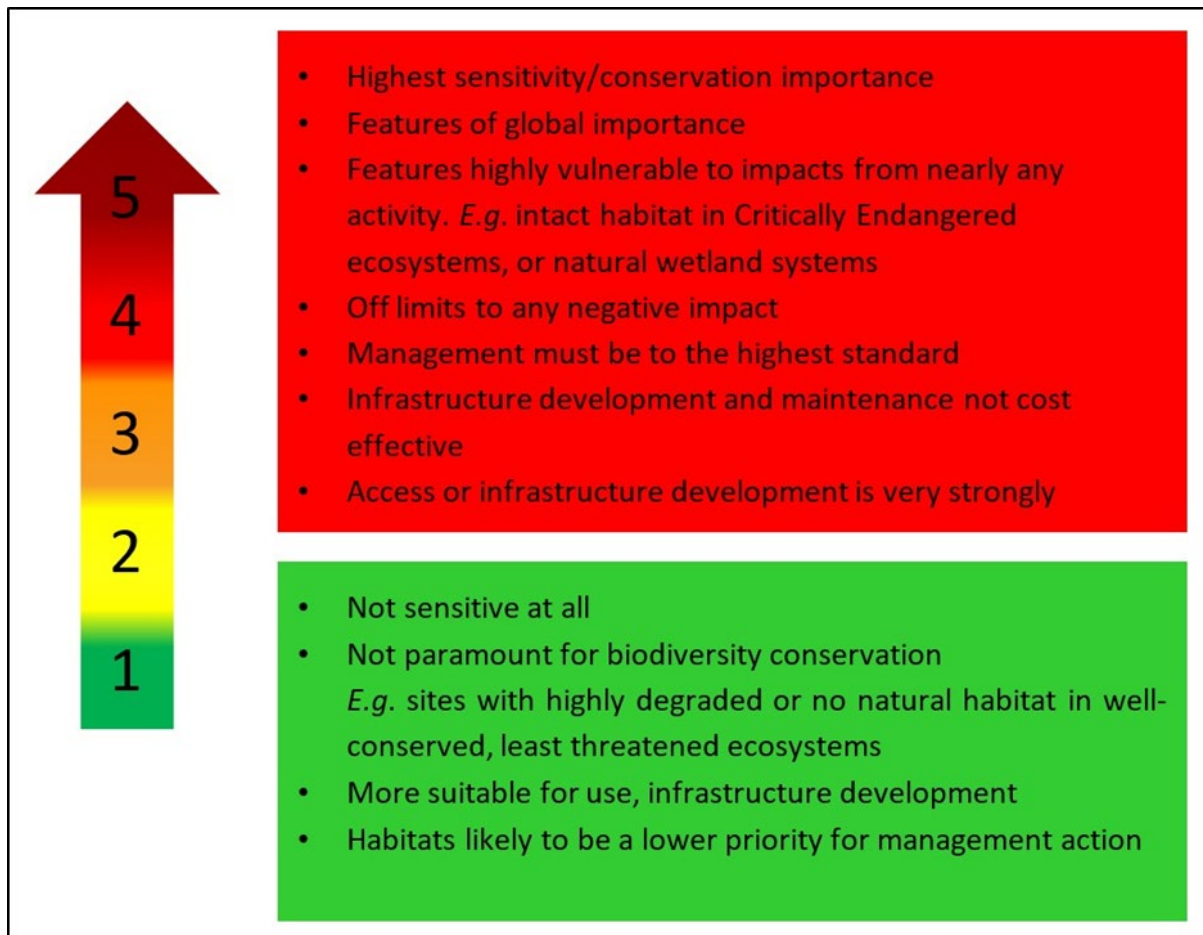 5
4
3
2
1
• Highest sensitivity/conservation importance
• Features of global importance
• Features highly vulnerable to impacts from nearly any
activity. E.g. intact habitat in Critically Endangered
ecosystems, or natural wetland systems
• Off limits to any negative impact
• Management must be to the highest standard
• Infrastructure development and maintenance not cost
effective
• Access or infrastructure development is very strongly
• Not sensitive at all
• Not paramount for biodiversity conservation
E.g. sites with highly degraded or no natural habitat in well-
conserved, least threatened ecosystems
• More suitable for use, infrastructure development
• Habitats likely to be a lower priority for management action